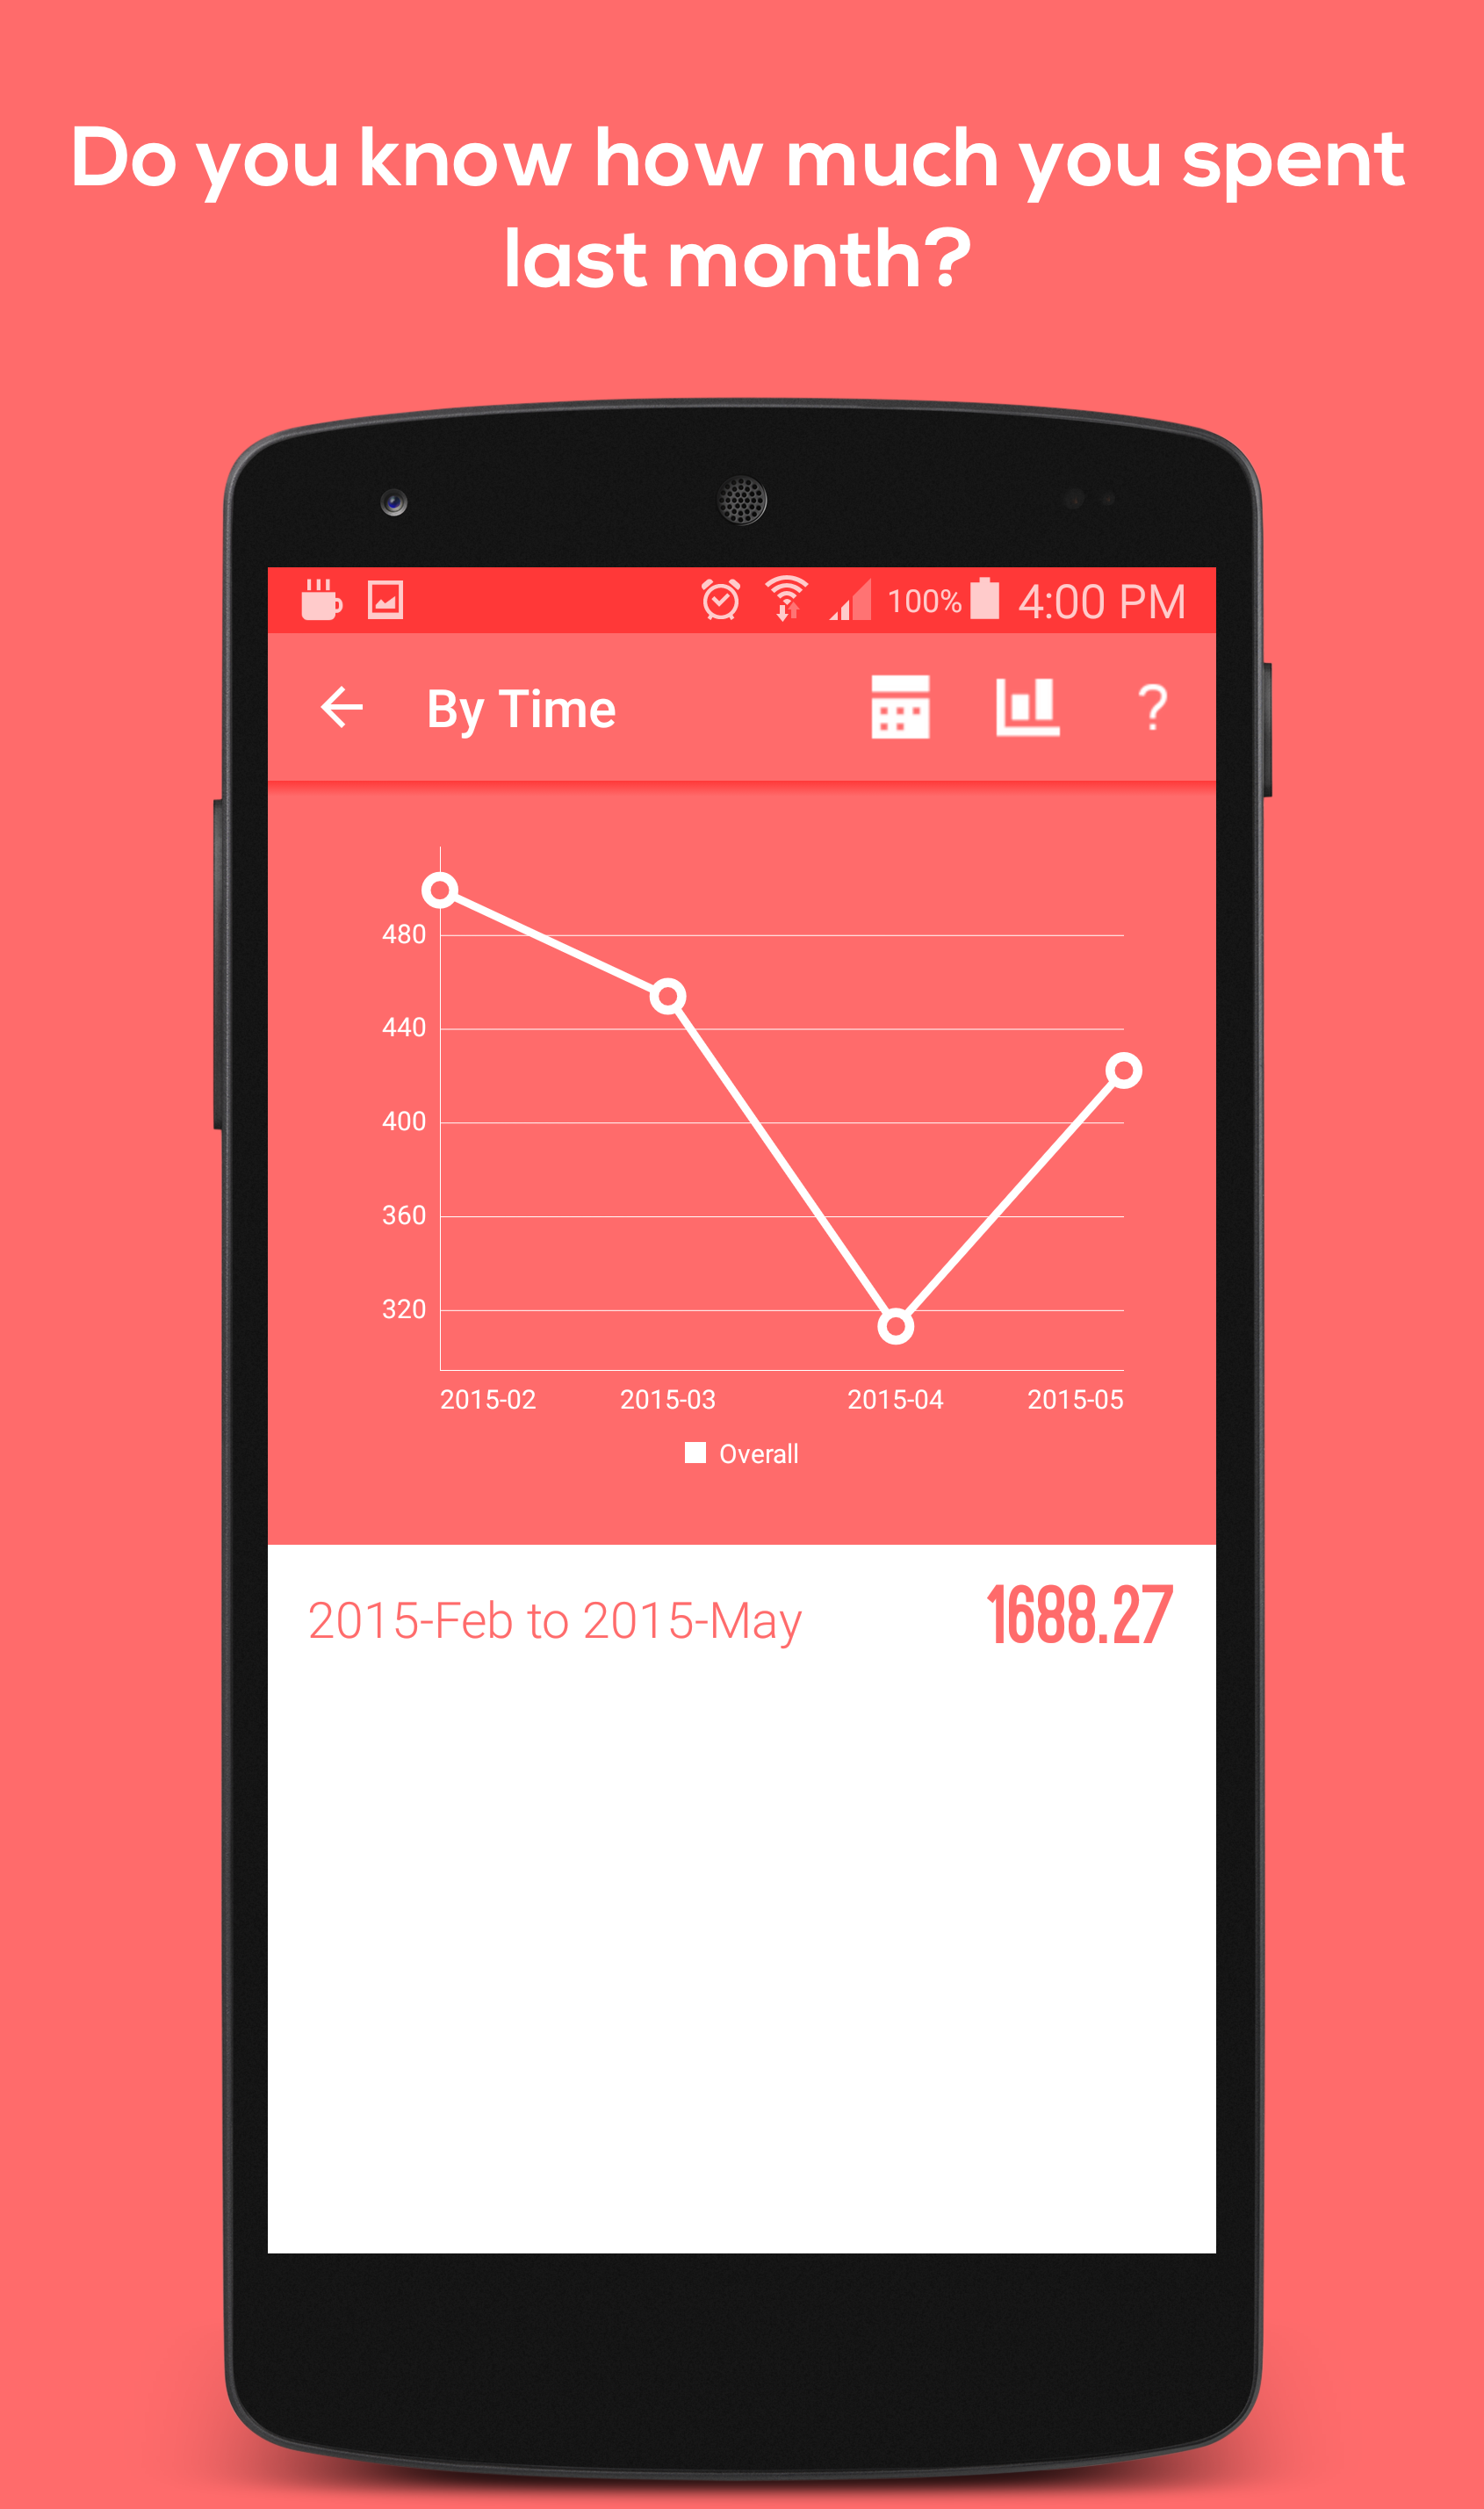 Do you know how much you spent
last month?
100% 4:00 PM
By Time ?
480
440
400
360
320
2015-02 2015-03 2015-04 2015-05
Overall
2015-Feb to 2015-May 1688.27